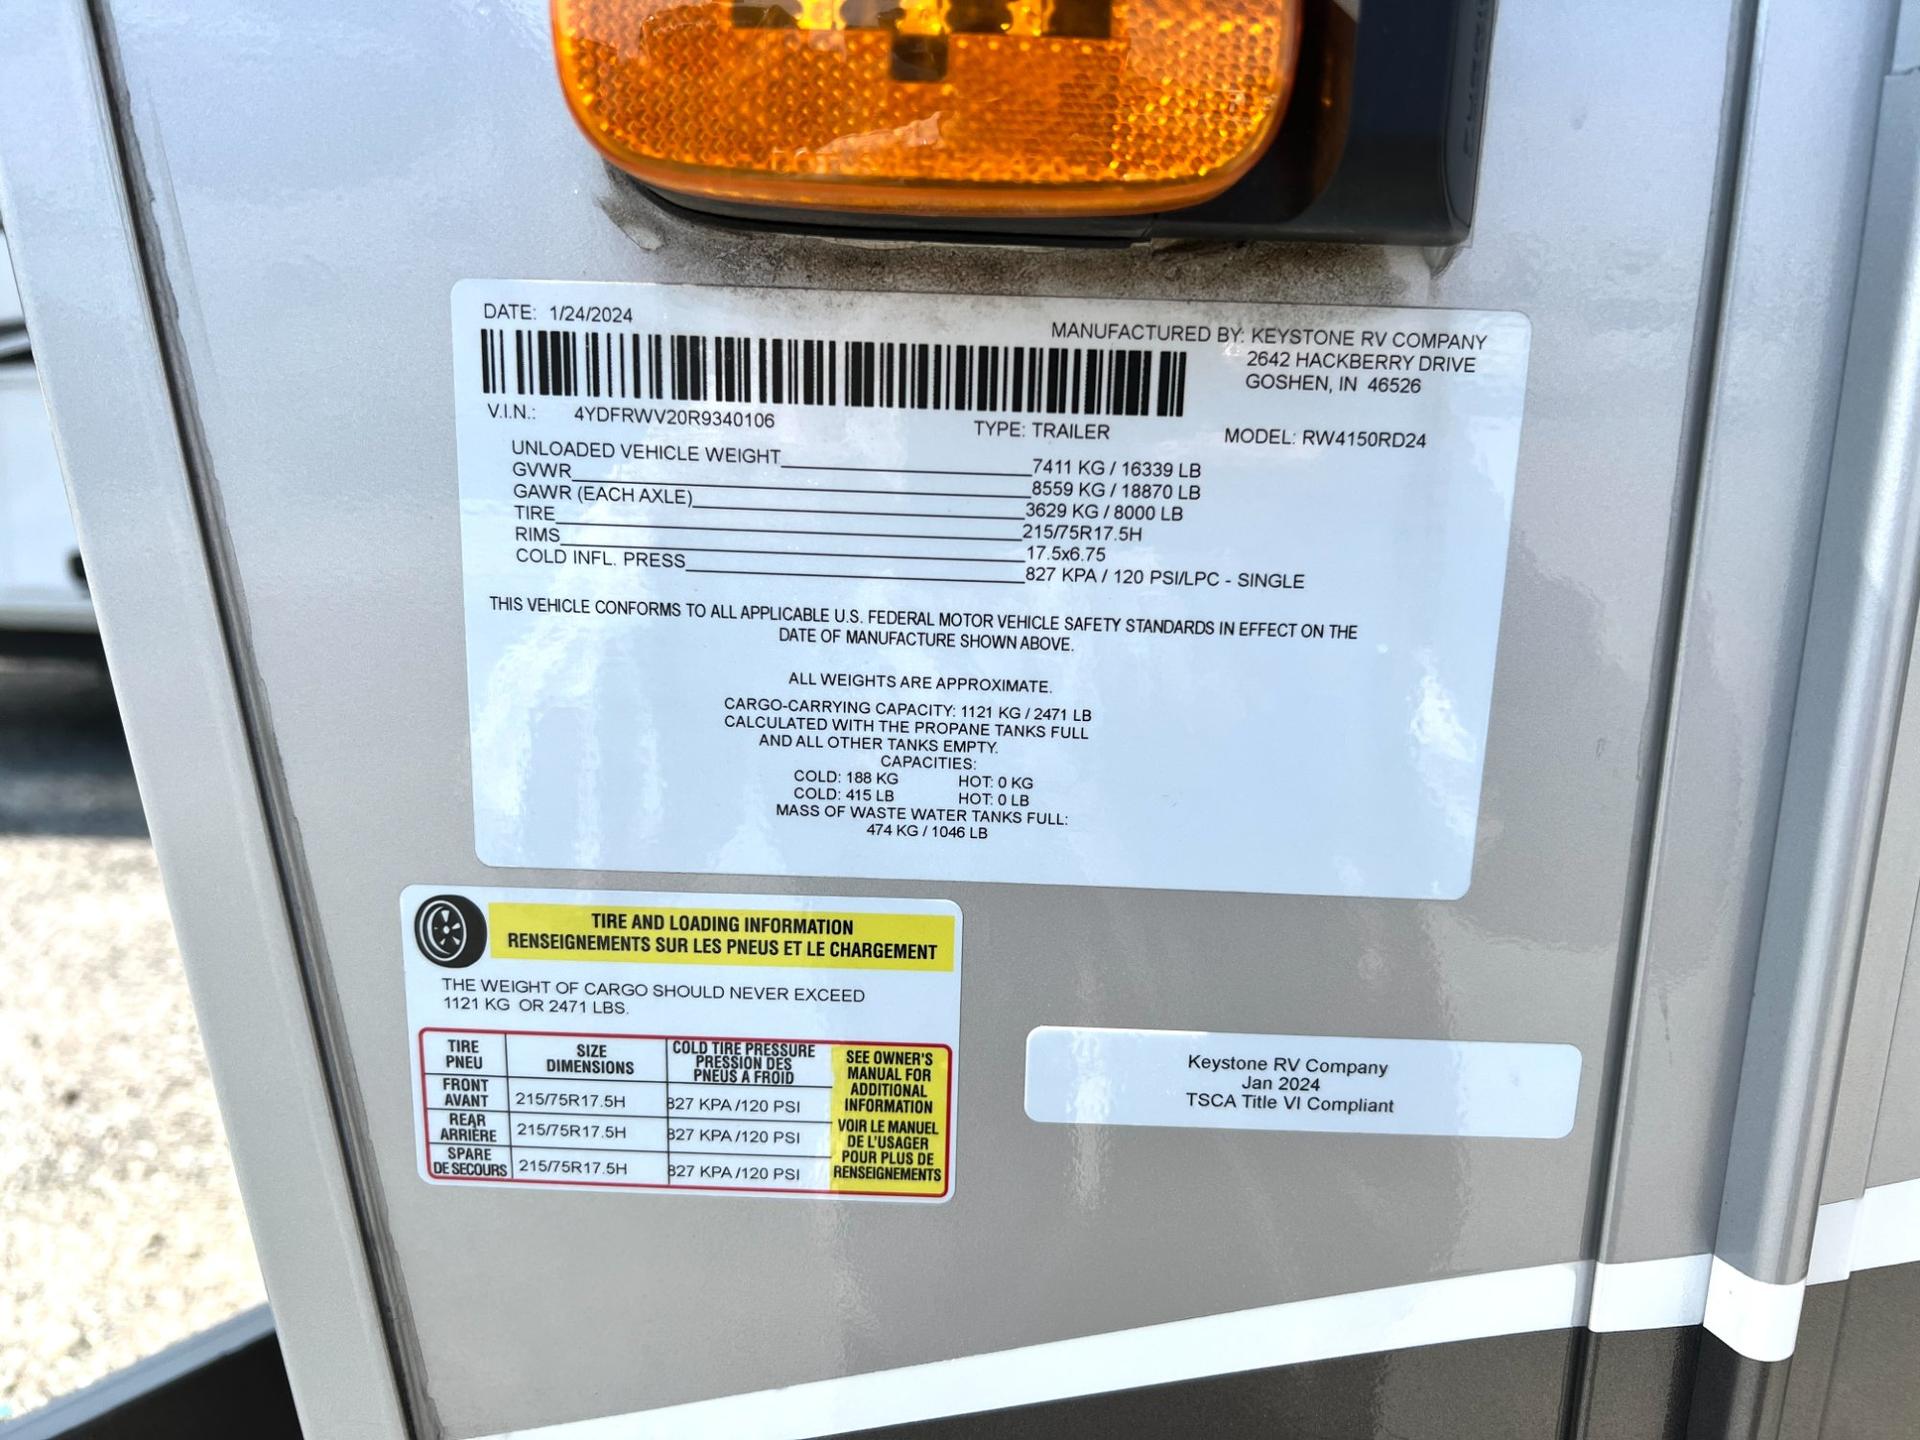 DATE: 1/24/2024
MANUFACTURED BY: KEYSTONE RV COMPANY
2642 HACKBERRY DRIVE
GOSHEN, IN 46526
V.I.N.: 4YDFRWV20R9340106
TYPE: TRAILER
MODEL: RW4150RD24
UNLOADED VEHICLE WEIGHT 7411 KG / 16339 LB
GVWR 8559 KG / 18870 LB
GAWR (EACH AXLE) 3629 KG / 8000 LB
TIRE 215/75R17.5H
RIMS 17.5x6.75
COLD INFL. PRESS 827 KPA / 120 PSI/LPC - SINGLE
THIS VEHICLE CONFORMS TO ALL APPLICABLE U.S. FEDERAL MOTOR VEHICLE SAFETY STANDARDS IN EFFECT ON THE
DATE OF MANUFACTURE SHOWN ABOVE.
ALL WEIGHTS ARE APPROXIMATE.
CARGO-CARRYING CAPACITY: 1121 KG / 2471 LB
CALCULATED WITH THE PROPANE TANKS FULL
AND ALL OTHER TANKS EMPTY.
CAPACITIES:
COLD: 188 KG HOT: 0 KG
COLD: 415 LB HOT: 0 LB
MASS OF WASTE WATER TANKS FULL:
474 KG / 1046 LB
TIRE AND LOADING INFORMATION
RENSEIGNEMENTS SUR LES PNEUS ET LE CHARGEMENT
THE WEIGHT OF CARGO SHOULD NEVER EXCEED
1121 KG OR 2471 LBS.
TIRE
PNEU
SIZE
DIMENSIONS
COLD TIRE PRESSURE
PRESSION DES
PNEUS A FROID
FRONT
AVANT
215/75R17.5H
827 KPA /120 PSI
REAR
ARRIÈRE
215/75R17.5H
827 KPA /120 PSI
SPARE
DE SECOURS
215/75R17.5H
827 KPA /120 PSI
SEE OWNER'S
MANUAL FOR
ADDITIONAL
INFORMATION
VOIR LE MANUEL
DE L'USAGER
POUR PLUS DE
RENSEIGNEMENTS
Keystone RV Company
Jan 2024
TSCA Title VI Compliant